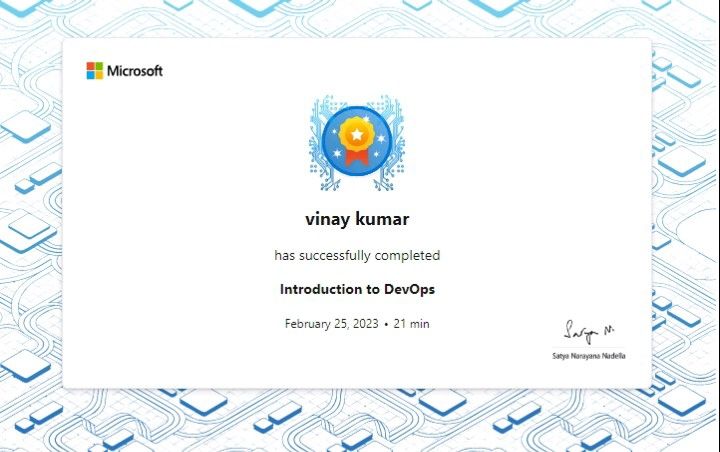 Microsoft
vinay kumar
has successfully completed
Introduction to DevOps
February 25, 2023 • 21 min
Satya N.
Satya Narayana Nadella